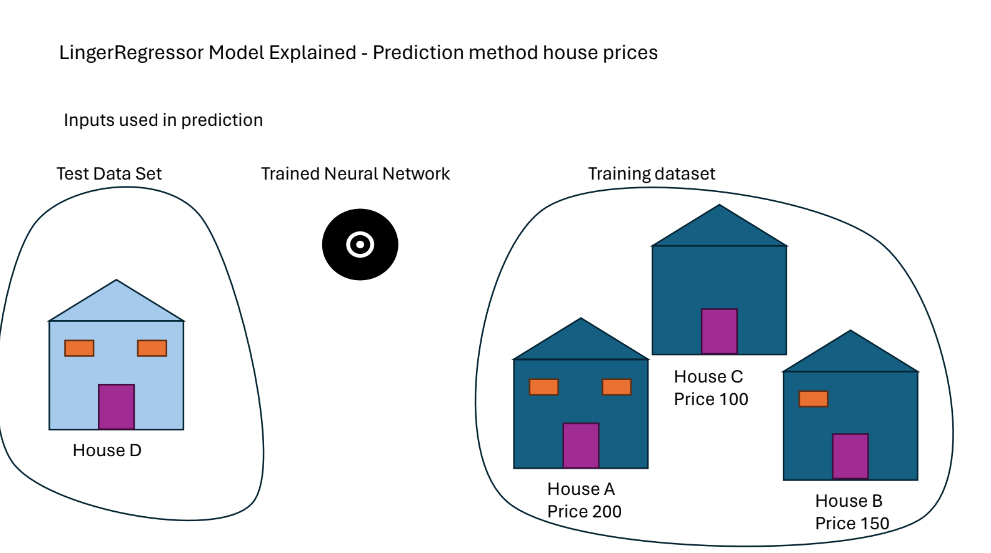 LingerRegressor Model Explained - Prediction method house prices
Inputs used in prediction
Test Data Set
Trained Neural Network
Training dataset
House D
House C
Price 100
House A
Price 200
House B
Price 150